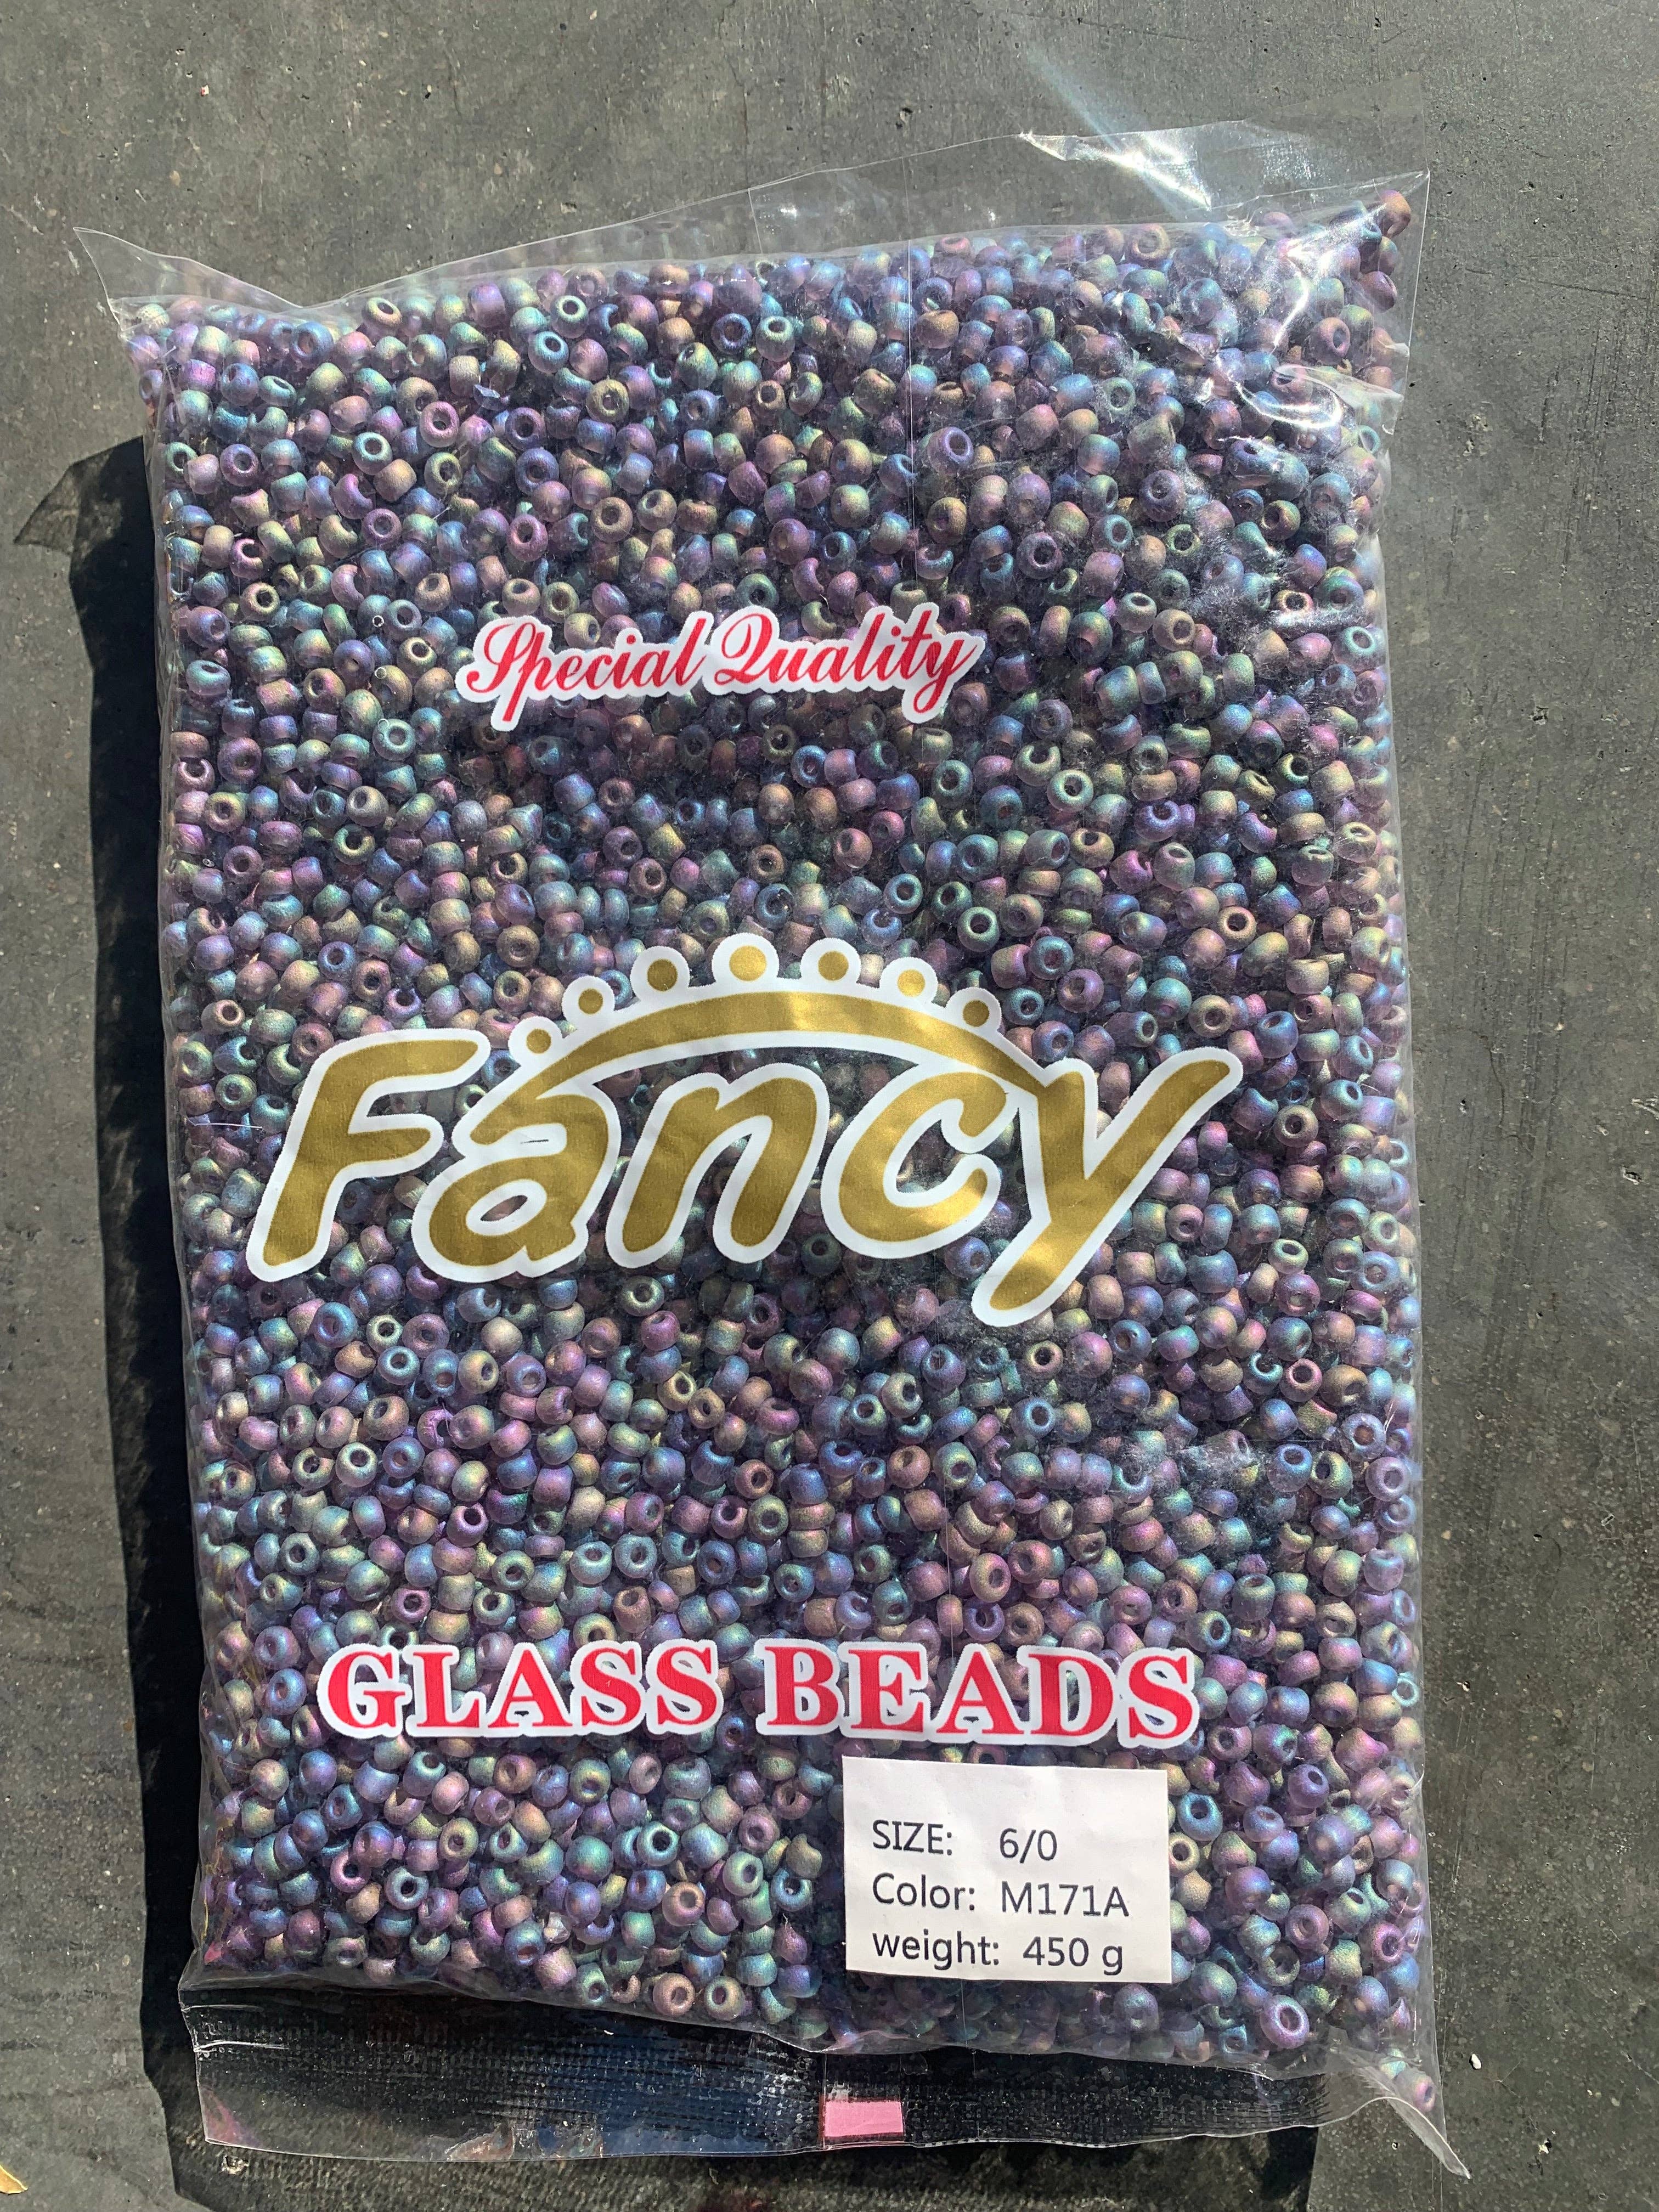 Special Quality
Fancy
GLASS BEADS
SIZE: 6/0
Color: M171A
weight: 450 g